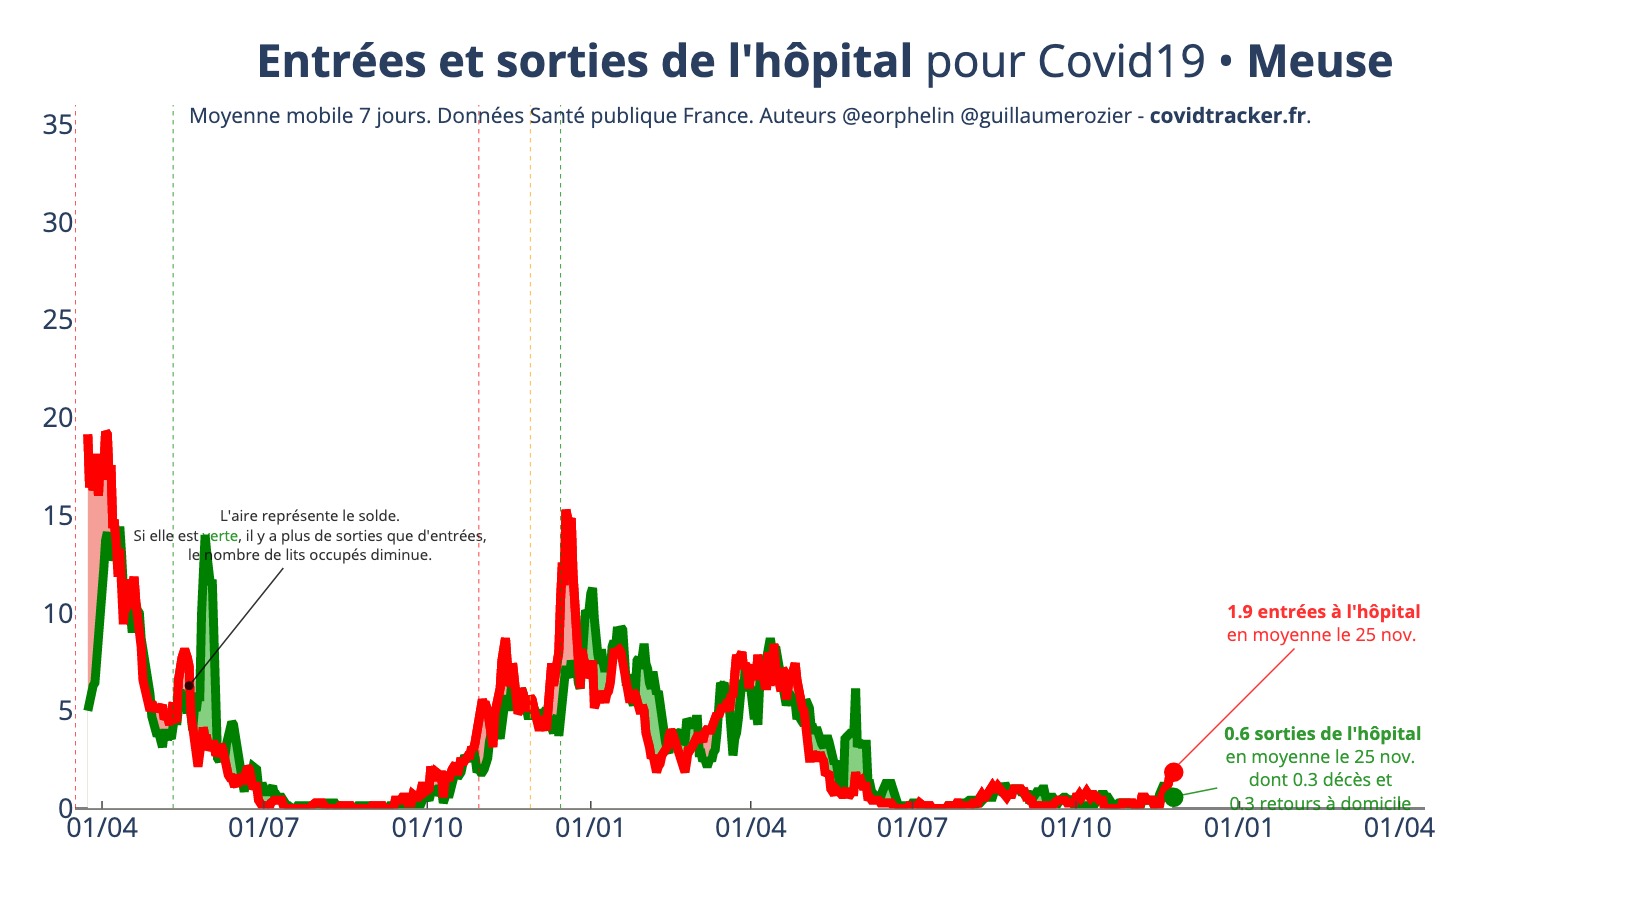 Entrées et sorties de l'hôpital pour Covid19 • Meuse
Moyenne mobile 7 jours. Données Santé publique France. Auteurs @eorphelin @guillaumerozier - covidtracker.fr.
35
30
25
20
15
10
5
0
L'aire représente le solde.
Si elle est verte, il y a plus de sorties que d'entrées,
le nombre de lits occupés diminue.
1.9 entrées à l'hôpital
en moyenne le 25 nov.
0.6 sorties de l'hôpital
en moyenne le 25 nov.
dont 0.3 décès et
0.3 retours à domicile
01/04 01/07 01/10 01/01 01/04 01/07 01/10 01/01 01/04